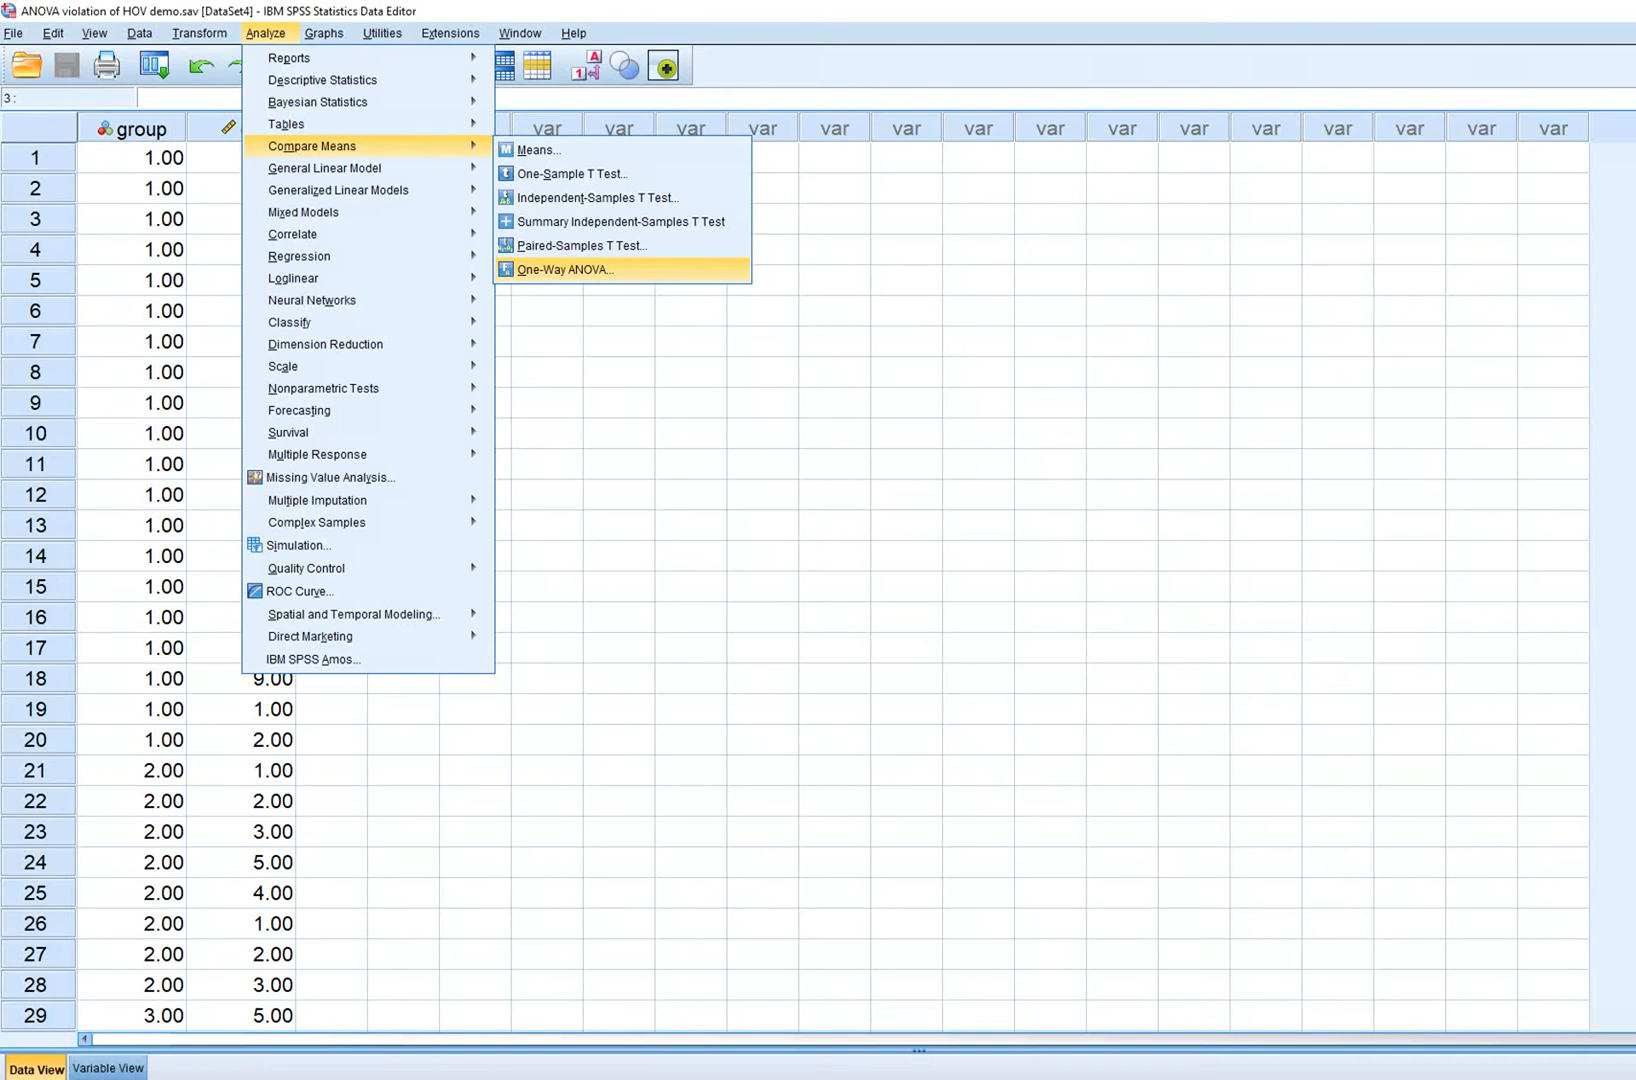 ANOVA violation of HOV demo.sav [DataSet4] - IBM SPSS Statistics Data Editor
File Edit View Data Transform Analyze Graphs Utilities Extensions Window Help
3 :
Reports
Descriptive Statistics
Bayesian Statistics
Tables
Compare Means
General Linear Model
Generalized Linear Models
Mixed Models
Correlate
Regression
Loglinear
Neural Networks
Classify
Dimension Reduction
Scale
Nonparametric Tests
Forecasting
Survival
Multiple Response
Missing Value Analysis...
Multiple Imputation
Complex Samples
Simulation...
Quality Control
ROC Curve...
Spatial and Temporal Modeling...
Direct Marketing
IBM SPSS Amos...
Means...
One-Sample T Test...
Independent-Samples T Test...
Summary Independent-Samples T Test
Paired-Samples T Test...
One-Way ANOVA...
group var var var var var var var var var var var var var var var
1 1.00
2 1.00
3 1.00
4 1.00
5 1.00
6 1.00
7 1.00
8 1.00
9 1.00
10 1.00
11 1.00
12 1.00
13 1.00
14 1.00
15 1.00
16 1.00
17 1.00
18 1.00 9.00
19 1.00 1.00
20 1.00 2.00
21 2.00 1.00
22 2.00 2.00
23 2.00 3.00
24 2.00 5.00
25 2.00 4.00
26 2.00 1.00
27 2.00 2.00
28 2.00 3.00
29 3.00 5.00
Data View Variable View